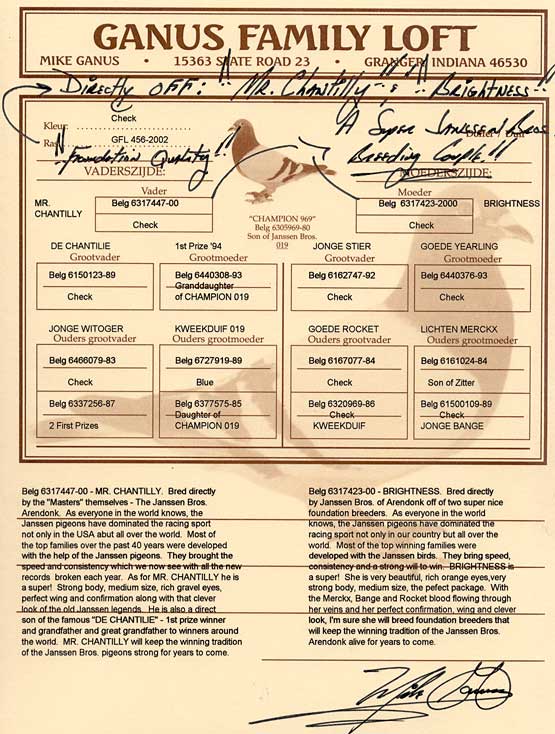 GANUS FAMILY LOFT
MIKE GANUS • 15363 STATE ROAD 23 • GRANGER, INDIANA 46530
DIRECTLY OFF: "MR. CHANTILLY" & "BRIGHTNESS"
Check
Kleur
GFL 456-2002
A Super JANSSEN BROS
"Foundation Quality"
Breeding Couple!!
VADERSZIJDE:
MOEDERSZIJDE:
Vader
Moeder
MR. CHANTILLY
Belg 6317447-00
Belg 6317423-2000
BRIGHTNESS
Check
Check
"CHAMPION 969"
Belg 6305969-80
Son of Janssen Bros.
019
DE CHANTILIE
1st Prize '94
JONGE STIER
GOEDE YEARLING
Grootvader
Grootmoeder
Grootvader
Grootmoeder
Belg 6150123-89
Belg 6440308-93
Belg 6162747-92
Belg 6440376-93
Granddaughter
Check
of CHAMPION 019
Check
Check
JONGE WITOGER
KWEEKDUIF 019
GOEDE ROCKET
LICHTEN MERCKX
Ouders grootvader
Ouders grootmoeder
Ouders grootvader
Ouders grootmoeder
Belg 6466079-83
Belg 6727919-89
Belg 6167077-84
Belg 6161024-84
Check
Blue
Check
Son of Zitter
Belg 6337256-87
Belg 6377575-85
Belg 6320969-86
Belg 61500109-89
Daughter of
Check
Check
2 First Prizes
CHAMPION 019
KWEEKDUIF
JONGE BANGE
Belg 6317447-00 - MR. CHANTILLY. Bred directly
by the "Masters" themselves - The Janssen Bros.
Arendonk. As everyone in the world knows, the
Janssen pigeons have dominated the racing sport
not only in the USA abut all over the world. Most of
the top families over the past 40 years were developed
with the help of the Janssen pigeons. They brought the
speed and consistency which we now see with all the new
records broken each year. As for MR. CHANTILLY he is
a super! Strong body, medium size, rich gravel eyes,
perfect wing and confirmation along with that clever
look of the old Janssen legends. He is also a direct
son of the famous "DE CHANTILIE" - 1st prize winner
and grandfather and great grandfather to winners around
the world. MR. CHANTILLY will keep the winning tradition
of the Janssen Bros. pigeons strong for years to come.
Belg 6317423-00 - BRIGHTNESS. Bred directly
by Janssen Bros. of Arendonk off of two super nice
foundation breeders. As everyone in the world
knows, the Janssen pigeons have dominated the
racing sport not only in our country but all over the
world. Most of the top winning families were
developed with the Janssen birds. They bring speed,
consistency and a strong will to win. BRIGHTNESS is
a super! She is very beautiful, rich orange eyes,very
strong body, medium size, the pefect package. With
the Merckx, Bange and Rocket blood flowing through
her veins and her perfect confirmation, wing and clever
look, I'm sure she will breed foundation breeders that
will keep the winning tradition of the Janssen Bros.
Arendonk alive for years to come.
Mike Ganus